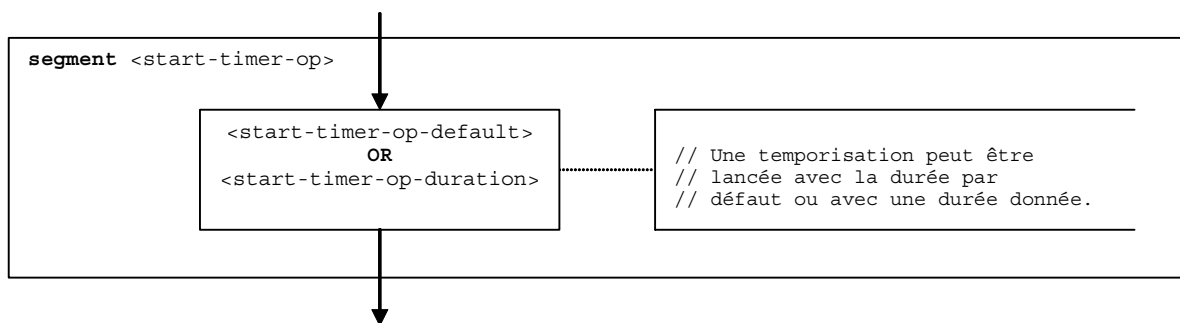 segment <start-timer-op>
<start-timer-op-default>
OR
<start-timer-op-duration>
// Une temporisation peut être
// lancée avec la durée par
// défaut ou avec une durée donnée.